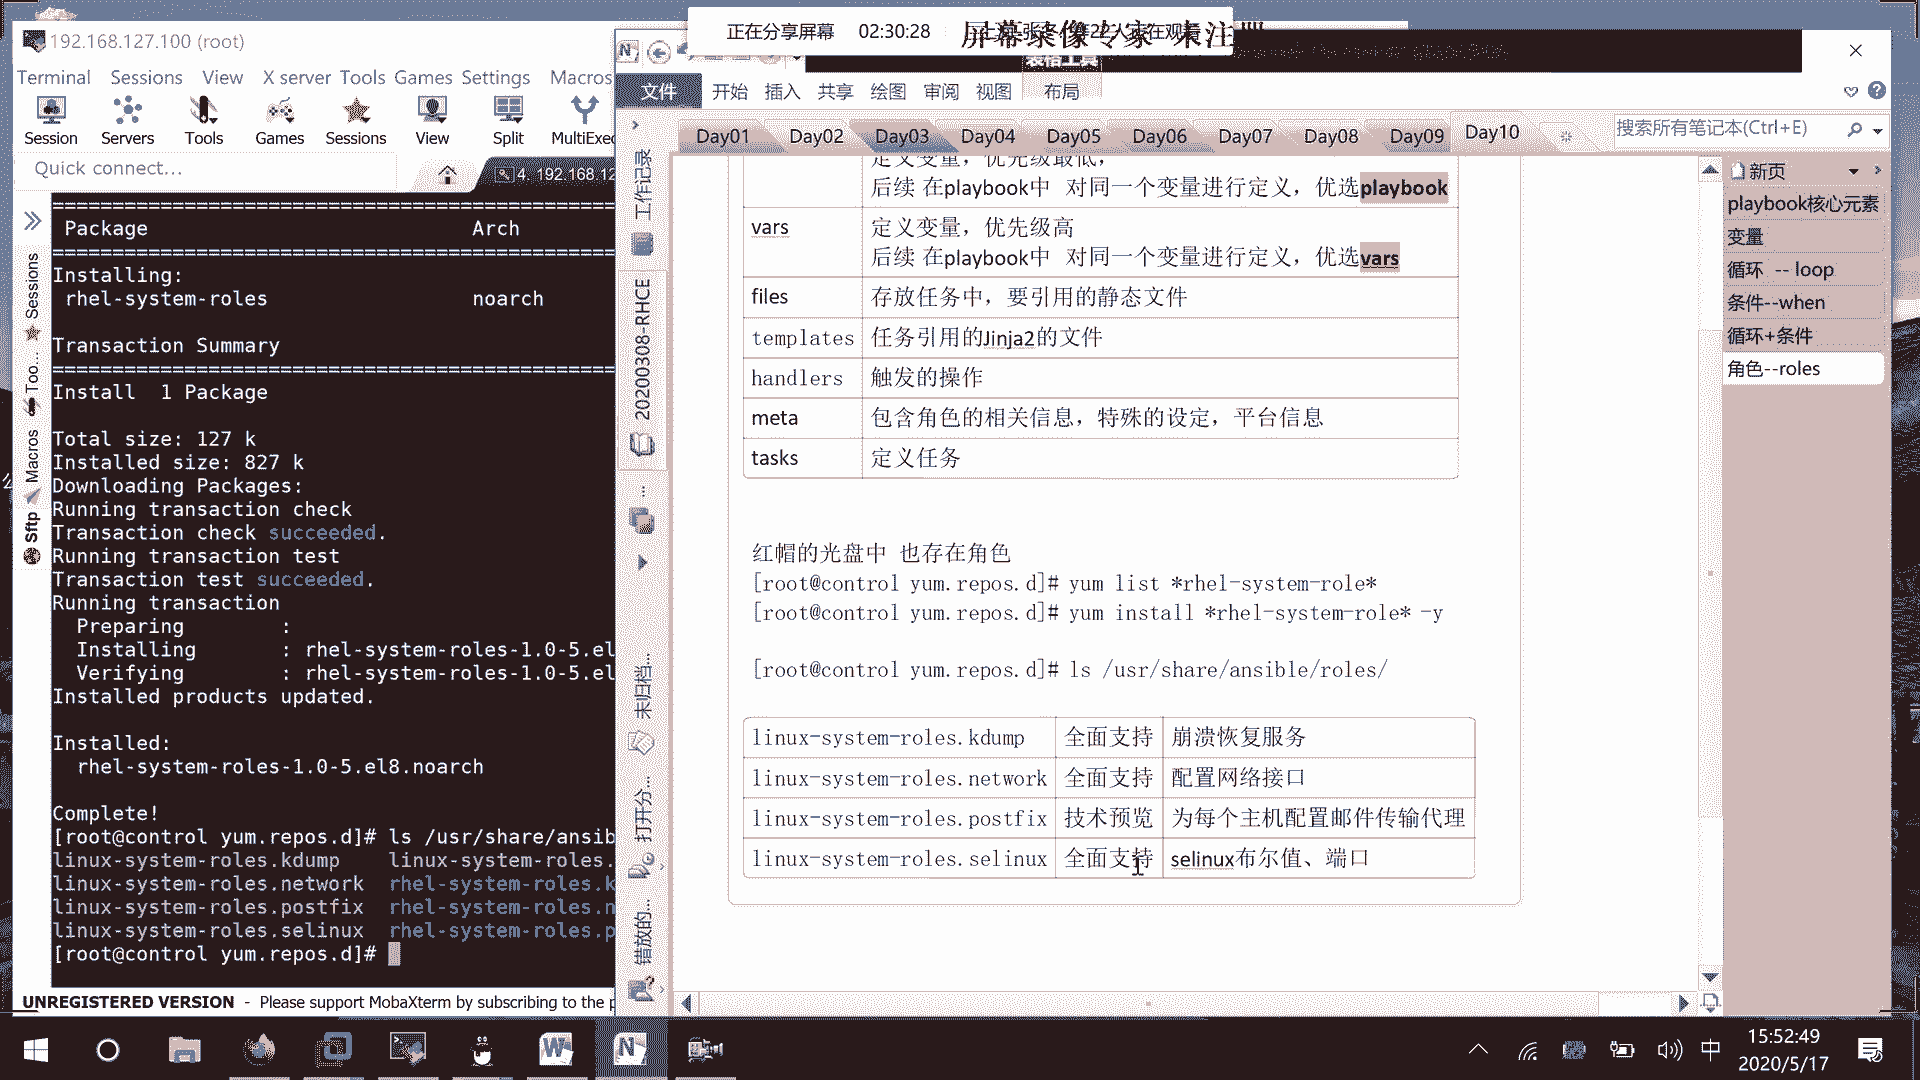 正在分享屏幕 02:30:28
屏幕录像专家 未注
192.168.127.100 (root)
Terminal Sessions View X server Tools Games Settings Macros
Session Servers Tools Games Sessions View Split MultiExec
Quick connect...
4. 192.168.12
Sessions
Too...
Macros
Sftp
Package Arch
Installing:
rhel-system-roles noarch
Transaction Summary
Install 1 Package
Total size: 127 k
Installed size: 827 k
Downloading Packages:
Running transaction check
Transaction check succeeded.
Running transaction test
Transaction test succeeded.
Running transaction
Preparing :
Installing : rhel-system-roles-1.0-5.el
Verifying : rhel-system-roles-1.0-5.el
Installed products updated.
Installed:
rhel-system-roles-1.0-5.el8.noarch
Complete!
[root@control yum.repos.d]# ls /usr/share/ansib
linux-system-roles.kdump linux-system-roles.
linux-system-roles.network rhel-system-roles.k
linux-system-roles.postfix rhel-system-roles.n
linux-system-roles.selinux rhel-system-roles.p
[root@control yum.repos.d]#
UNREGISTERED VERSION - Please support MobaXterm by subscribing to the p
表格工具
文件 开始 插入 共享 绘图 审阅 视图 布局
Day01 Day02 Day03 Day04 Day05 Day06 Day07 Day08 Day09 Day10
搜索所有笔记本(Ctrl+E)
工作记录
20200308-RHCE
...
未归档...
打开分...
错放的...
定义变量，优先级最低，
后续 在playbook中 对同一个变量进行定义，优选playbook
vars 定义变量，优先级高
后续 在playbook中 对同一个变量进行定义，优选vars
files 存放任务中，要引用的静态文件
templates 任务引用的Jinja2的文件
handlers 触发的操作
meta 包含角色的相关信息，特殊的设定，平台信息
tasks 定义任务
红帽的光盘中 也存在角色
[root@control yum.repos.d]# yum list *rhel-system-role*
[root@control yum.repos.d]# yum install *rhel-system-role* -y
[root@control yum.repos.d]# ls /usr/share/ansible/roles/
linux-system-roles.kdump 全面支持 崩溃恢复服务
linux-system-roles.network 全面支持 配置网络接口
linux-system-roles.postfix 技术预览 为每个主机配置邮件传输代理
linux-system-roles.selinux 全面支持 selinux布尔值、端口
新页
playbook核心元素
变量
循环 -- loop
条件--when
循环+条件
角色--roles
中
15:52:49
2020/5/17